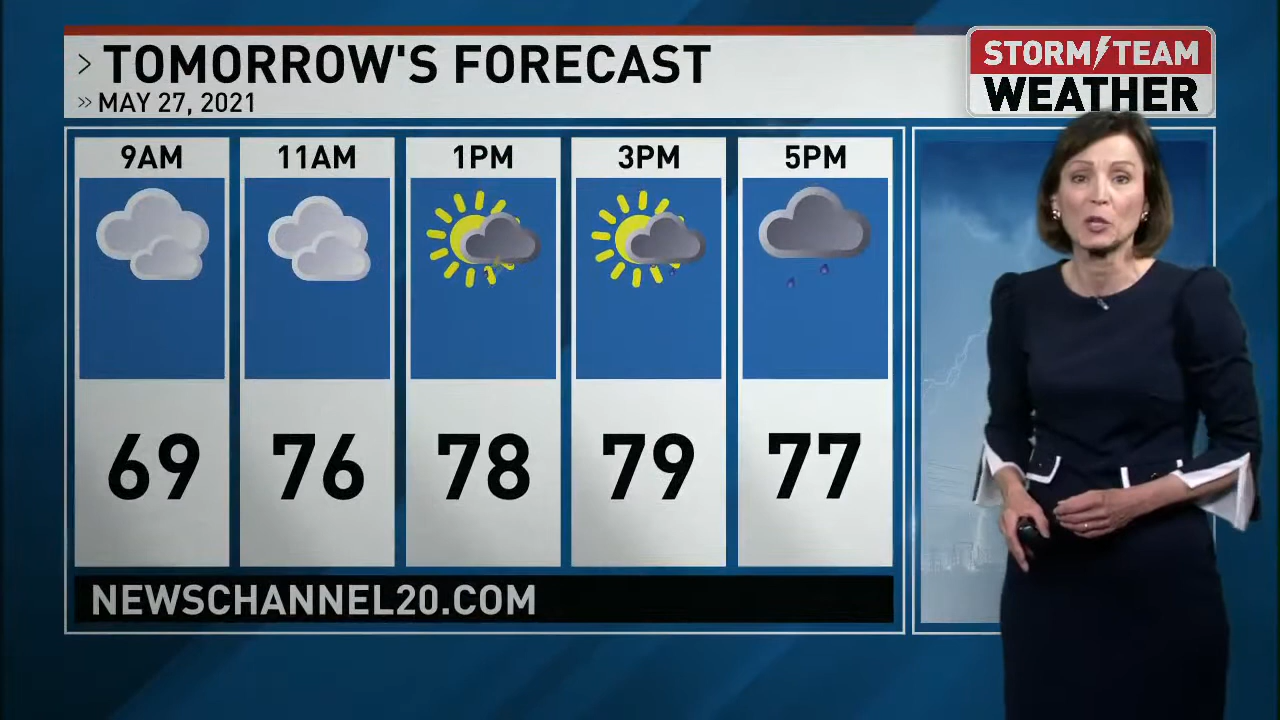 > TOMORROW'S FORECAST
» MAY 27, 2021
STORM TEAM
WEATHER
9AM
11AM
1PM
3PM
5PM
69
76
78
79
77
NEWSCHANNEL20.COM